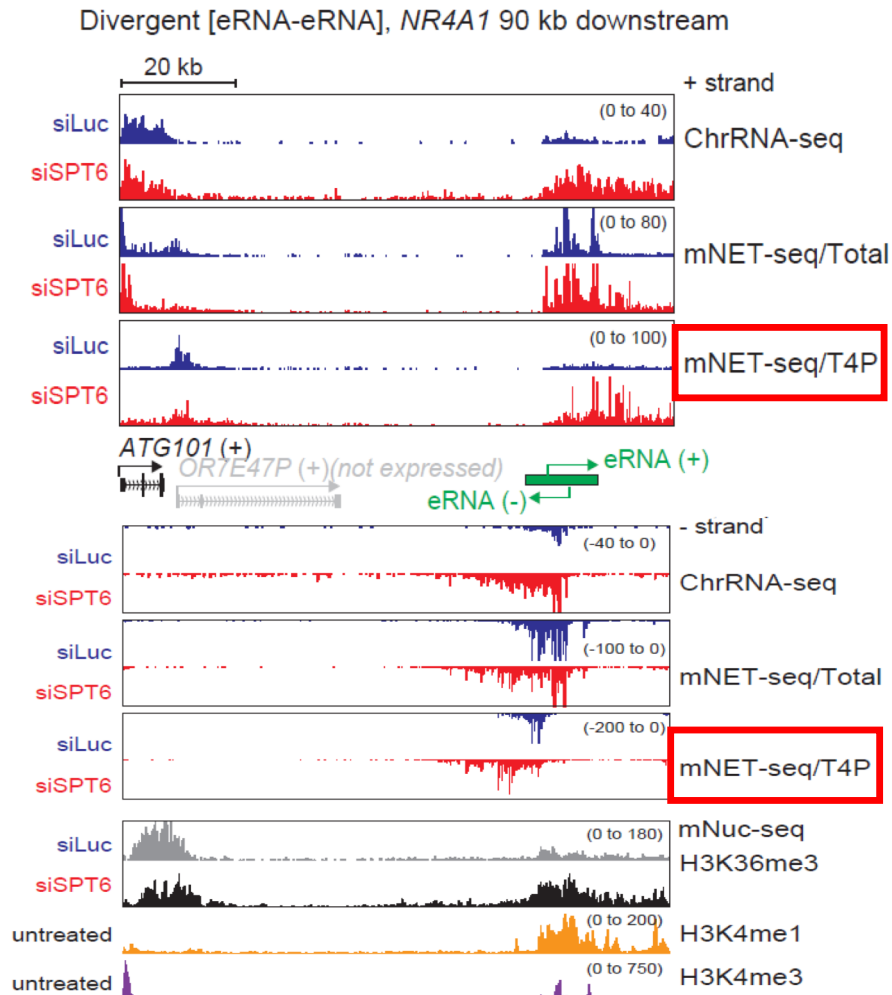 Divergent [eRNA-eRNA], NR4A1 90 kb downstream
20 kb
+ strand
siLuc (0 to 40) ChrRNA-seq
siSPT6
siLuc (0 to 80) mNET-seq/Total
siSPT6
siLuc (0 to 100) mNET-seq/T4P
siSPT6
ATG101 (+)
OR7E47P (+)(not expressed) eRNA (+)
eRNA (-)
- strand
siLuc (-40 to 0) ChrRNA-seq
siSPT6
siLuc (-100 to 0) mNET-seq/Total
siSPT6
siLuc (-200 to 0) mNET-seq/T4P
siSPT6
siLuc (0 to 180) mNuc-seq
H3K36me3
siSPT6
untreated (0 to 200) H3K4me1
untreated (0 to 750) H3K4me3